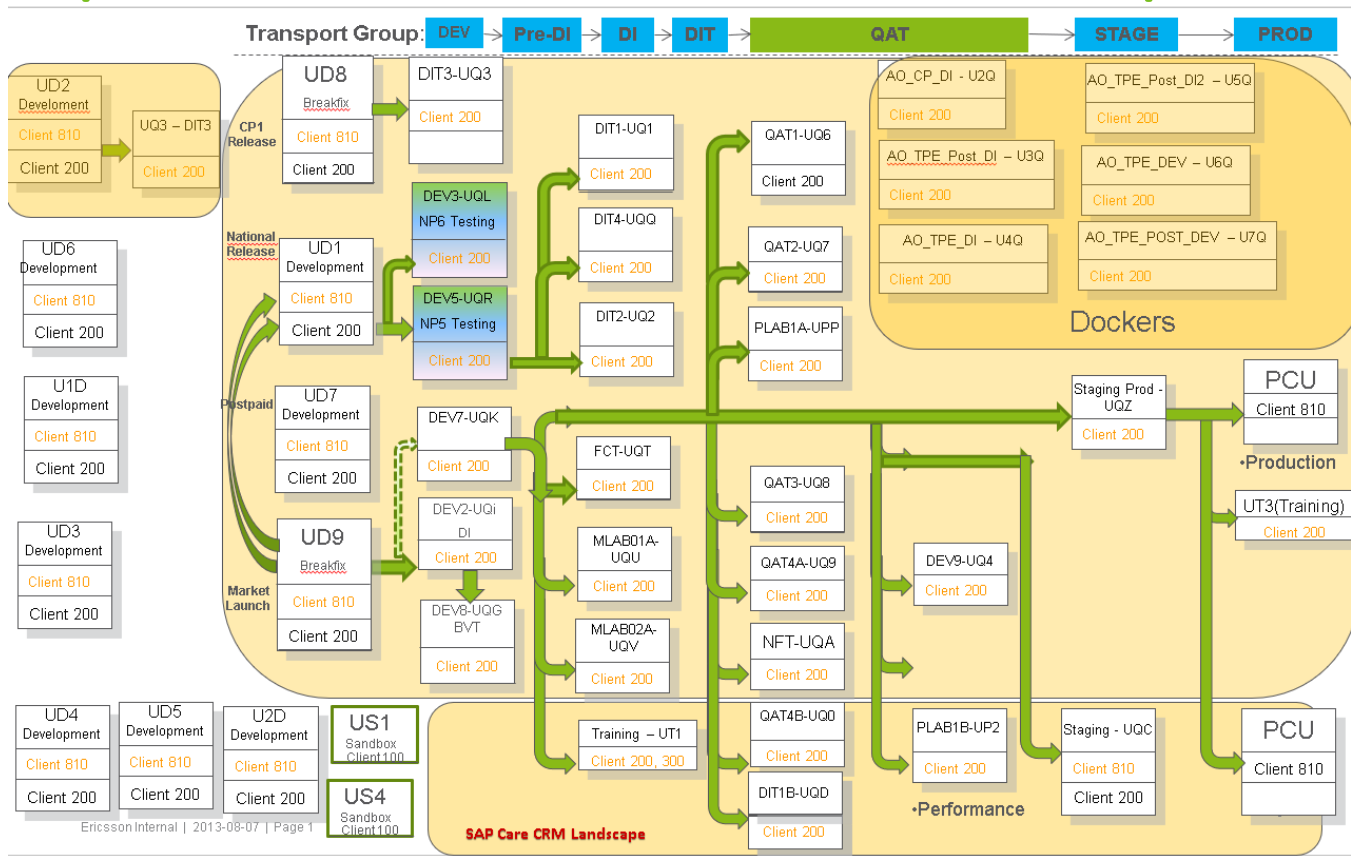 Transport Group:
DEV
Pre-DI
DI
DIT
QAT
STAGE
PROD
UD2
Develoment
Client 810
Client 200
UQ3 – DIT3
Client 200
CP1
Release
UD8
Breakfix
Client 810
Client 200
DIT3-UQ3
Client 200
DIT1-UQ1
Client 200
QAT1-UQ6
Client 200
AO_CP_DI - U2Q
Client 200
AO_TPE_Post_DI2 – U5Q
Client 200
AO_TPE_Post_DI – U3Q
Client 200
AO_TPE_DEV – U6Q
Client 200
AO_TPE_DI – U4Q
Client 200
AO_TPE_POST_DEV – U7Q
Client 200
Dockers
UD6
Development
Client 810
Client 200
National
Release
UD1
Development
Client 810
Client 200
DEV3-UQL
NP6 Testing
Client 200
DEV5-UQR
NP5 Testing
Client 200
DIT4-UQQ
Client 200
DIT2-UQ2
Client 200
QAT2-UQ7
Client 200
PLAB1A-UPP
Client 200
U1D
Development
Client 810
Client 200
Postpaid
UD7
Development
Client 810
Client 200
DEV7-UQK
Client 200
FCT-UQT
Client 200
QAT3-UQ8
Client 200
Staging Prod -
UQZ
Client 200
PCU
Client 810
•Production
UT3(Training)
Client 200
UD3
Development
Client 810
Client 200
Market
Launch
UD9
Breakfix
Client 810
Client 200
DEV2-UQi
DI
Client 200
DEV8-UQG
BVT
Client 200
MLAB01A-
UQU
Client 200
MLAB02A-
UQV
Client 200
QAT4A-UQ9
Client 200
NFT-UQA
Client 200
DEV9-UQ4
Client 200
UD4
Development
Client 810
Client 200
UD5
Development
Client 810
Client 200
U2D
Development
Client 810
Client 200
US1
Sandbox
Client100
US4
Sandbox
Client100
Training – UT1
Client 200, 300
QAT4B-UQ0
Client 200
DIT1B-UQD
Client 200
PLAB1B-UP2
Client 200
•Performance
Staging - UQC
Client 810
Client 200
PCU
Client 810
SAP Care CRM Landscape
Ericsson Internal | 2013-08-07 | Page 1